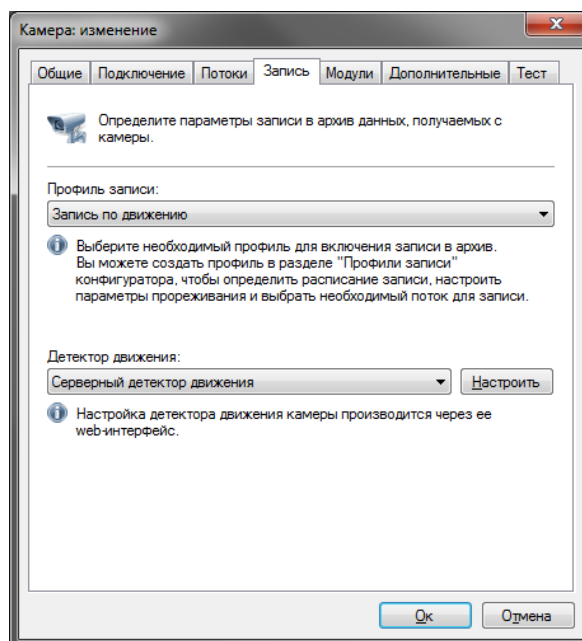 Камера: изменение
Общие Подключение Потоки Запись Модули Дополнительные Тест
Определите параметры записи в архив данных, получаемых с
камеры.
Профиль записи:
Запись по движению
Выберите необходимый профиль для включения записи в архив.
Вы можете создать профиль в разделе "Профили записи"
конфигуратора, чтобы определить расписание записи, настроить
параметры прореживания и выбрать необходимый поток для записи.
Детектор движения:
Серверный детектор движения Настроить
Настройка детектора движения камеры производится через ее
web-интерфейс.
Ок Отмена